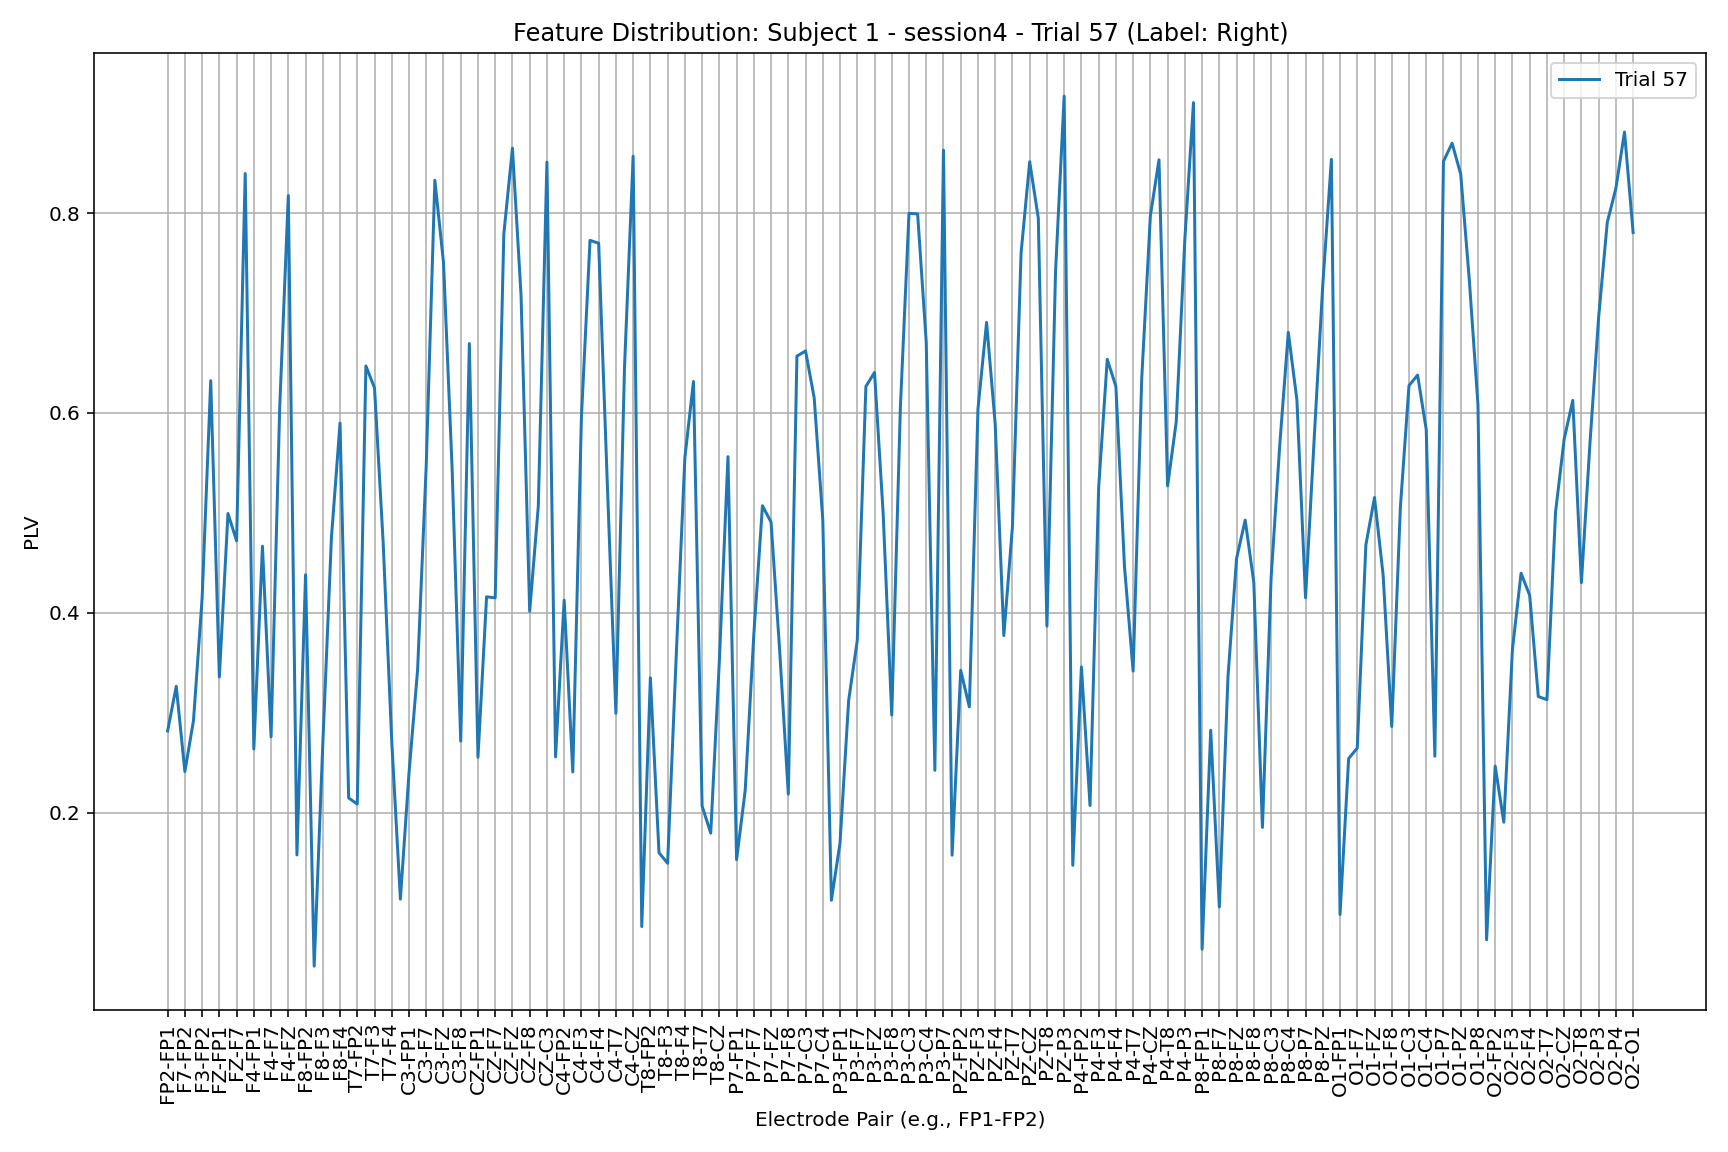 Feature Distribution: Subject 1 - session4 - Trial 57 (Label: Right)
Trial 57
PLV
0.8
0.6
0.4
0.2
FP2-FP1
F7-FP2
F3-FP2
FZ-FP1
FZ-F7
F4-FP1
F4-F7
F4-FZ
F8-FP2
F8-F3
F8-F4
T7-FP2
T7-F3
T7-F4
C3-FP1
C3-F7
C3-FZ
C3-F8
CZ-FP1
CZ-F7
CZ-FZ
CZ-F8
CZ-C3
C4-FP2
C4-F3
C4-F4
C4-T7
C4-CZ
T8-FP2
T8-F3
T8-F4
T8-T7
T8-CZ
P7-FP1
P7-F7
P7-FZ
P7-F8
P7-C3
P7-C4
P3-FP1
P3-F7
P3-FZ
P3-F8
P3-C3
P3-C4
P3-P7
PZ-FP2
PZ-F3
PZ-F4
PZ-T7
PZ-CZ
PZ-T8
PZ-P3
P4-FP2
P4-F3
P4-F4
P4-T7
P4-CZ
P4-T8
P4-P3
P8-FP1
P8-F7
P8-FZ
P8-F8
P8-C3
P8-C4
P8-P7
P8-PZ
O1-FP1
O1-F7
O1-FZ
O1-F8
O1-C3
O1-C4
O1-P7
O1-PZ
O1-P8
O2-FP2
O2-F3
O2-F4
O2-T7
O2-CZ
O2-T8
O2-P3
O2-P4
O2-O1
Electrode Pair (e.g., FP1-FP2)